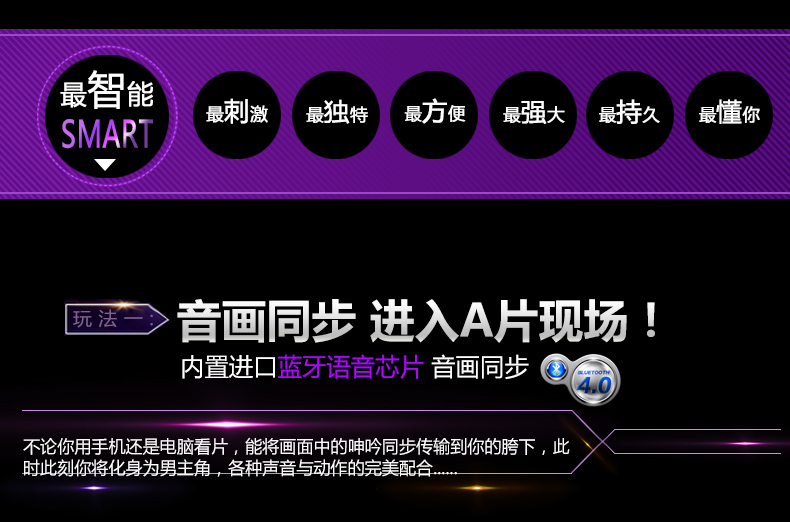 最智能
SMART
最刺激
最独特
最方便
最强大
最持久
最懂你
玩法一：
音画同步 进入A片现场！
内置进口蓝牙语音芯片 音画同步
BLUETOOTH
4.0
不论你用手机还是电脑看片，能将画面中的呻吟同步传输到你的胯下，此
时此刻你将化身为男主角，各种声音与动作的完美配合......